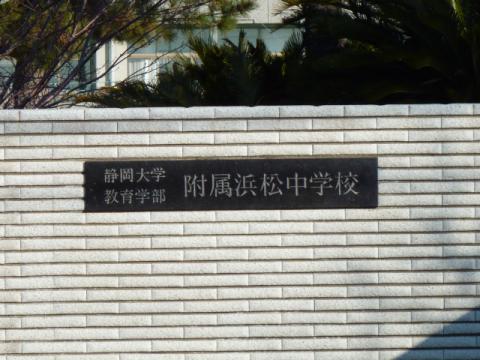 静岡大学
教育学部
附属浜松中学校